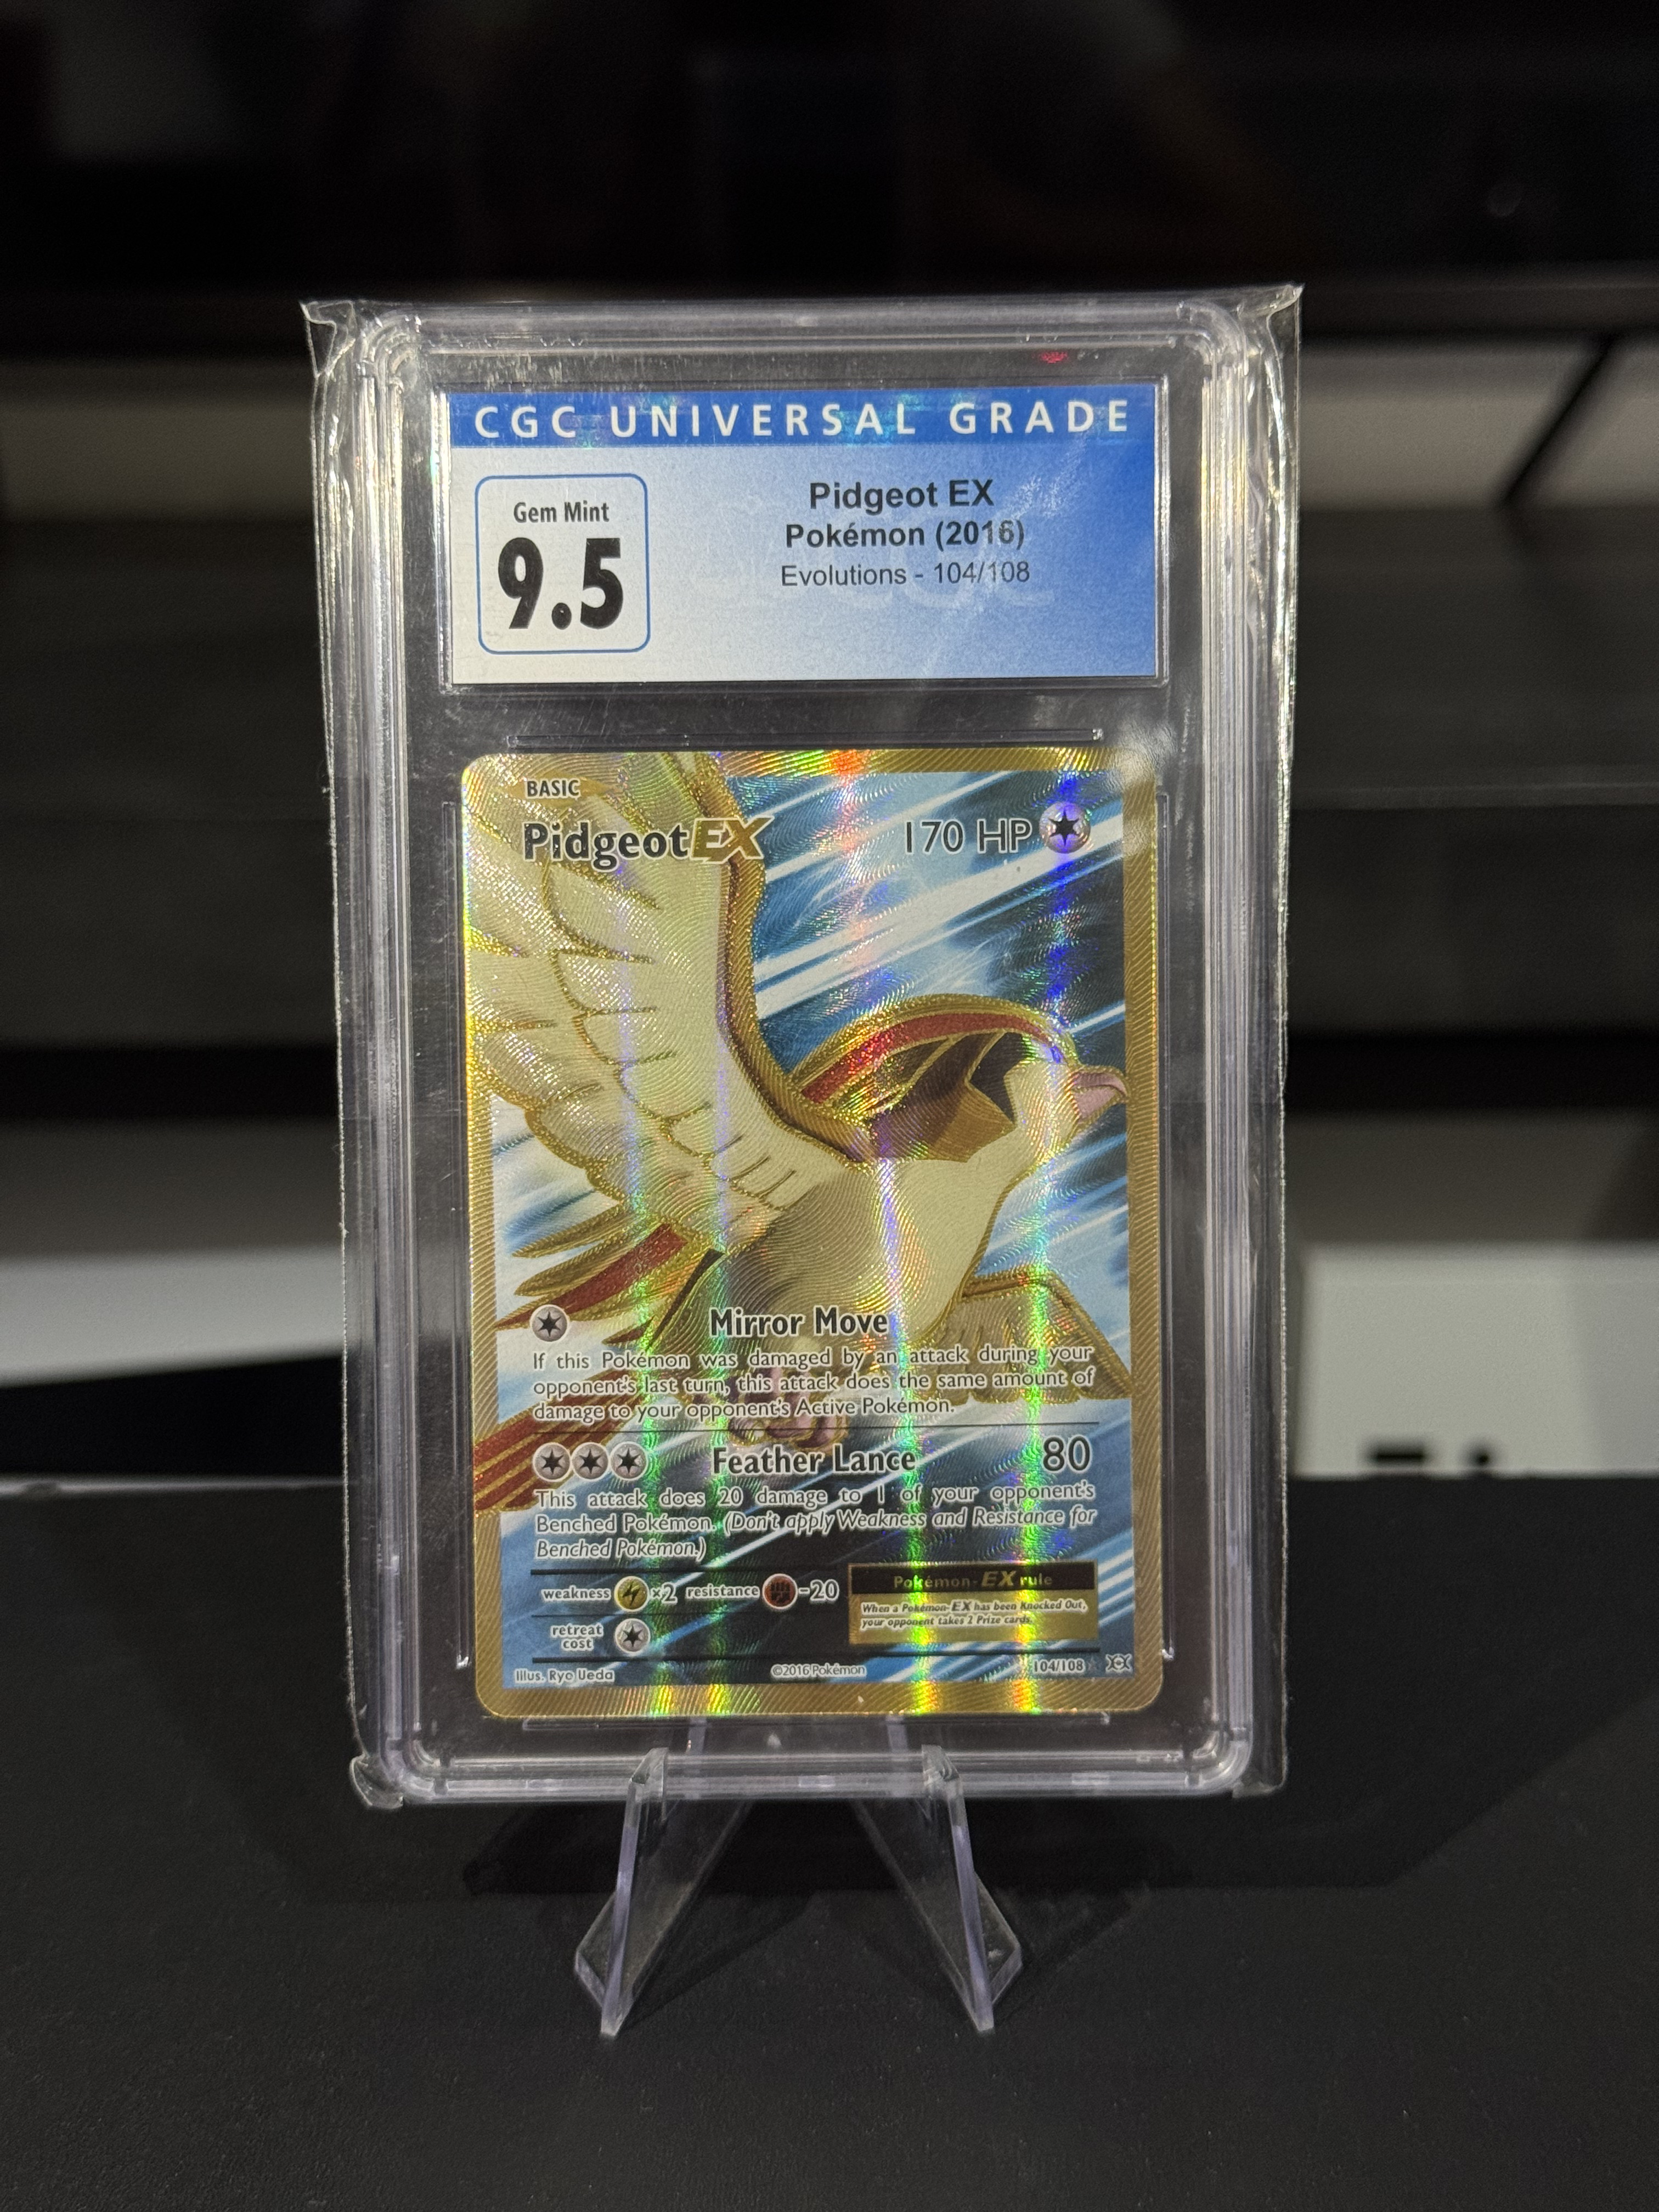 CGC UNIVERSAL GRADE
Gem Mint
9.5
Pidgeot EX
Pokémon (2016)
Evolutions - 104/108
BASIC
Pidgeot EX 170 HP
Mirror Move
If this Pokémon was damaged by an attack during your
opponent's last turn, this attack does the same amount of
damage to your opponent's Active Pokémon.
Feather Lance 80
This attack does 20 damage to 1 of your opponent's
Benched Pokémon. (Don't apply Weakness and Resistance for
Benched Pokémon.)
weakness ×2 resistance -20
Pokémon-EX rule
When a Pokémon-EX has been Knocked Out,
your opponent takes 2 Prize cards.
retreat
cost
Illus. Ryo Ueda ©2016 Pokémon 104/108